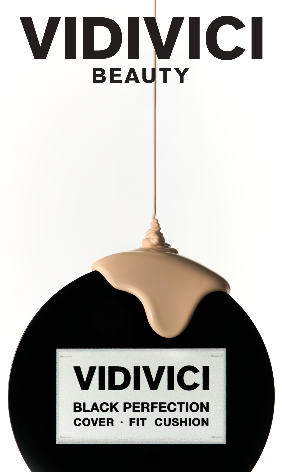 VIDIVICI
BEAUTY
VIDIVICI
BLACK PERFECTION
COVER · FIT CUSHION